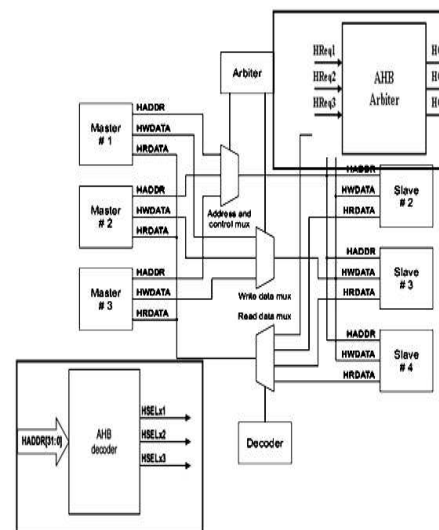 Arbiter
HReq1
HReq2
HReq3
AHB
Arbiter
Master
# 1
HADDR
HWDATA
HRDATA
Master
# 2
HADDR
HWDATA
HRDATA
Master
# 3
HADDR
HWDATA
HRDATA
Address and
control mux
Write data mux
Read data mux
HADDR
HWDATA
HRDATA
Slave
# 2
HADDR
HWDATA
HRDATA
Slave
# 3
HADDR
HWDATA
HRDATA
Slave
# 4
Decoder
HADDR[31:0]
AHB
decoder
HSELx1
HSELx2
HSELx3